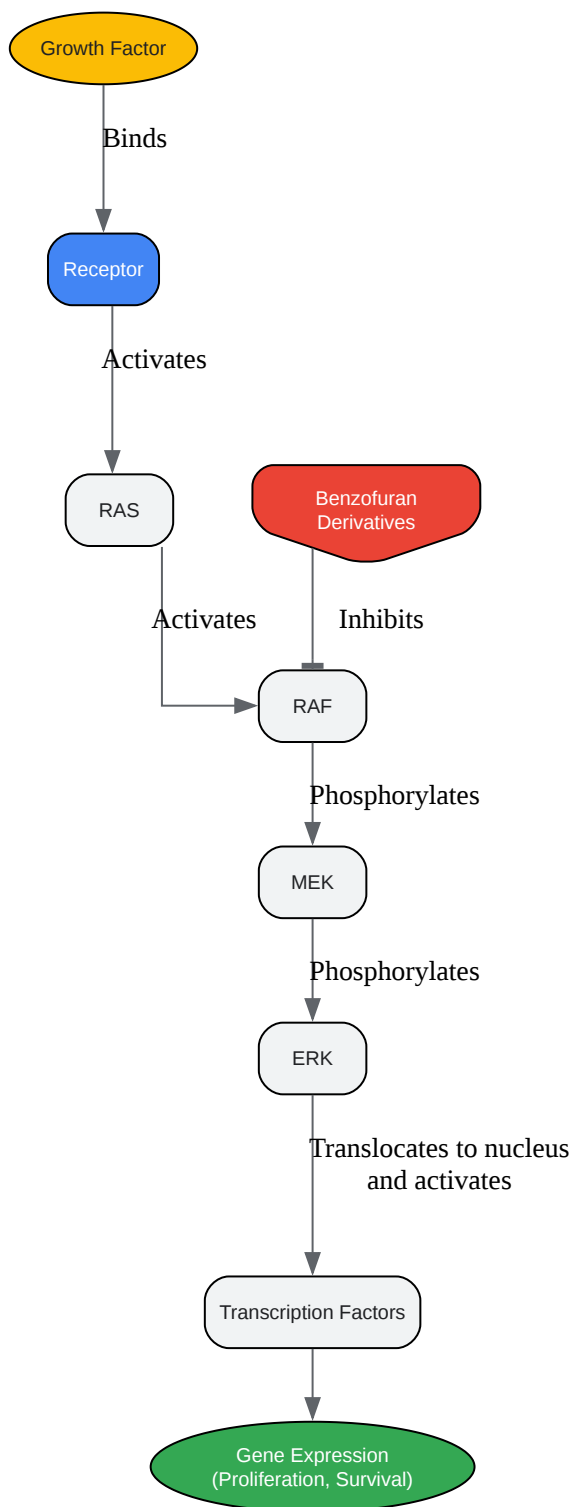 Growth Factor
Binds
Receptor
Activates
RAS
Benzofuran
Derivatives
Activates
Inhibits
RAF
Phosphorylates
MEK
Phosphorylates
ERK
Translocates to nucleus
and activates
Transcription Factors
Gene Expression
(Proliferation, Survival)